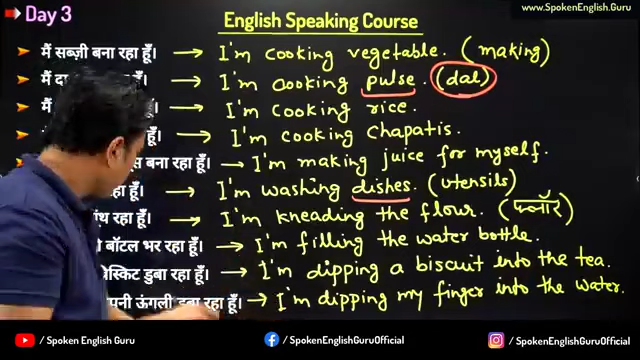 Day 3
English Speaking Course
www.SpokenEnglish.Guru
मैं सब्ज़ी बना रहा हूँ। → I'm cooking vegetable. (making)
मैं हूँ। → I'm cooking pulse. (dal)
हूँ। → I'm cooking rice.
हूँ। → I'm cooking chapatis.
बना रहा हूँ। → I'm making juice for myself.
रहा हूँ। → I'm washing dishes (utensils)
रहा हूँ। → I'm kneading the flour. (फ्लॉर)
बॉटल भर रहा हूँ। → I'm filling the water bottle.
डुबा रहा हूँ। → I'm dipping a biscuit into the tea.
ऊंगली डुबा रहा हूँ। → I'm dipping my finger into the water.
/ Spoken English Guru
/SpokenEnglishGuruOfficial
/ SpokenEnglishGuruOfficial